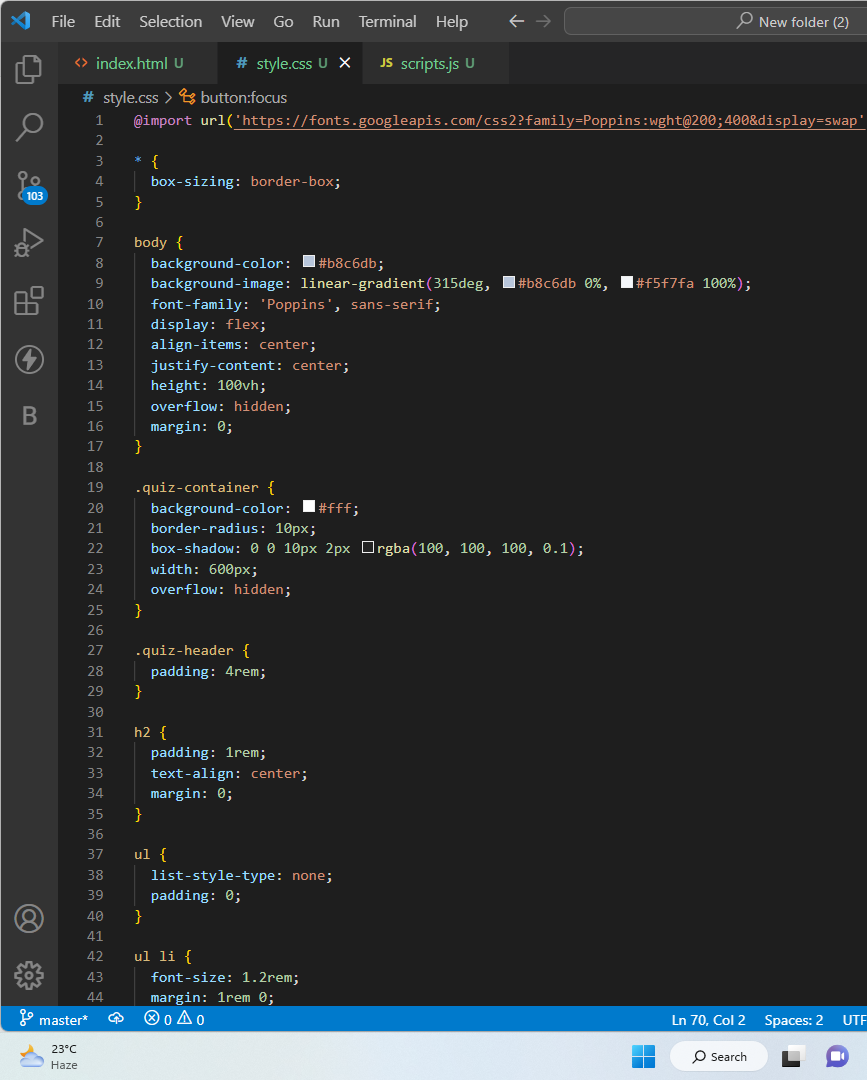 File Edit Selection View Go Run Terminal Help New folder (2)
index.html U # style.css U JS scripts.js U
# style.css > button:focus
1 @import url('https://fonts.googleapis.com/css2?family=Poppins:wght@200;400&display=swap'
2
3 * {
4 box-sizing: border-box;
5 }
6
7 body {
8 background-color: #b8c6db;
9 background-image: linear-gradient(315deg, #b8c6db 0%, #f5f7fa 100%);
10 font-family: 'Poppins', sans-serif;
11 display: flex;
12 align-items: center;
13 justify-content: center;
14 height: 100vh;
15 overflow: hidden;
16 margin: 0;
17 }
18
19 .quiz-container {
20 background-color: #fff;
21 border-radius: 10px;
22 box-shadow: 0 0 10px 2px rgba(100, 100, 100, 0.1);
23 width: 600px;
24 overflow: hidden;
25 }
26
27 .quiz-header {
28 padding: 4rem;
29 }
30
31 h2 {
32 padding: 1rem;
33 text-align: center;
34 margin: 0;
35 }
36
37 ul {
38 list-style-type: none;
39 padding: 0;
40 }
41
42 ul li {
43 font-size: 1.2rem;
44 margin: 1rem 0;
103
B
master* 0 0 Ln 70, Col 2 Spaces: 2 UTF
23°C
Haze
Search